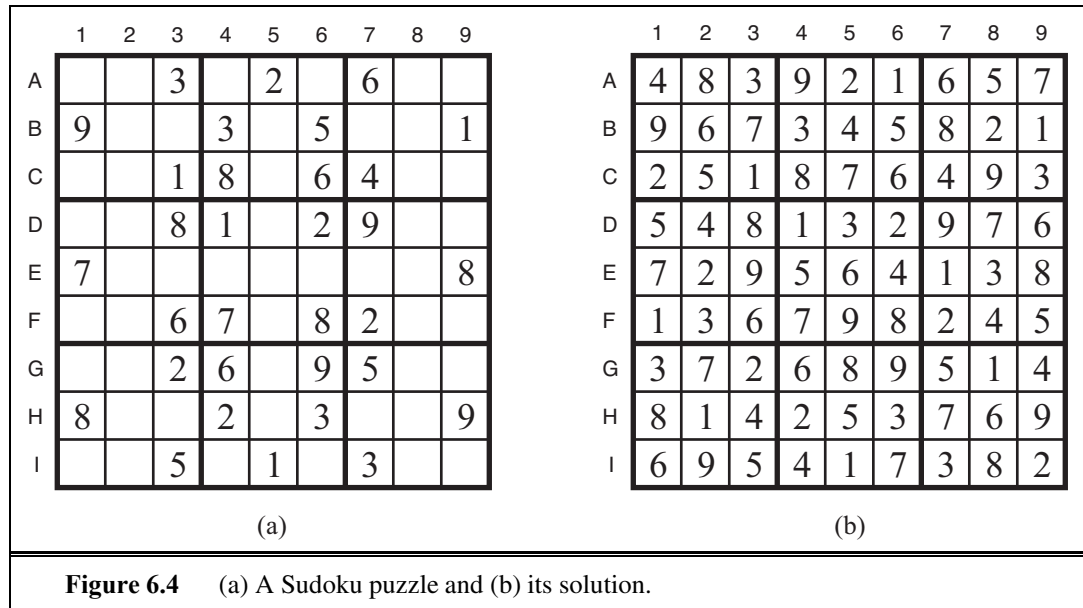 1 2 3 4 5 6 7 8 9 1 2 3 4 5 6 7 8 9
A 3 2 6 A 4 8 3 9 2 1 6 5 7
B 9 3 5 1 B 9 6 7 3 4 5 8 2 1
C 1 8 6 4 C 2 5 1 8 7 6 4 9 3
D 8 1 2 9 D 5 4 8 1 3 2 9 7 6
E 7 8 E 7 2 9 5 6 4 1 3 8
F 6 7 8 2 F 1 3 6 7 9 8 2 4 5
G 2 6 9 5 G 3 7 2 6 8 9 5 1 4
H 8 2 3 9 H 8 1 4 2 5 3 7 6 9
I 5 1 3 I 6 9 5 4 1 7 3 8 2
(a) (b)
Figure 6.4 (a) A Sudoku puzzle and (b) its solution.